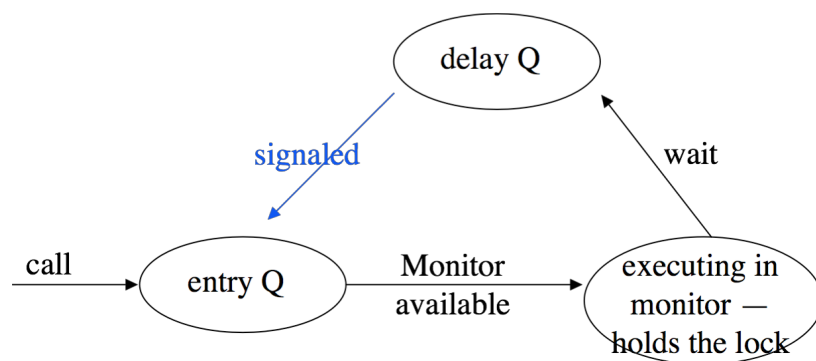 delay Q
signaled
wait
call
entry Q
Monitor
available
executing in
monitor —
holds the lock